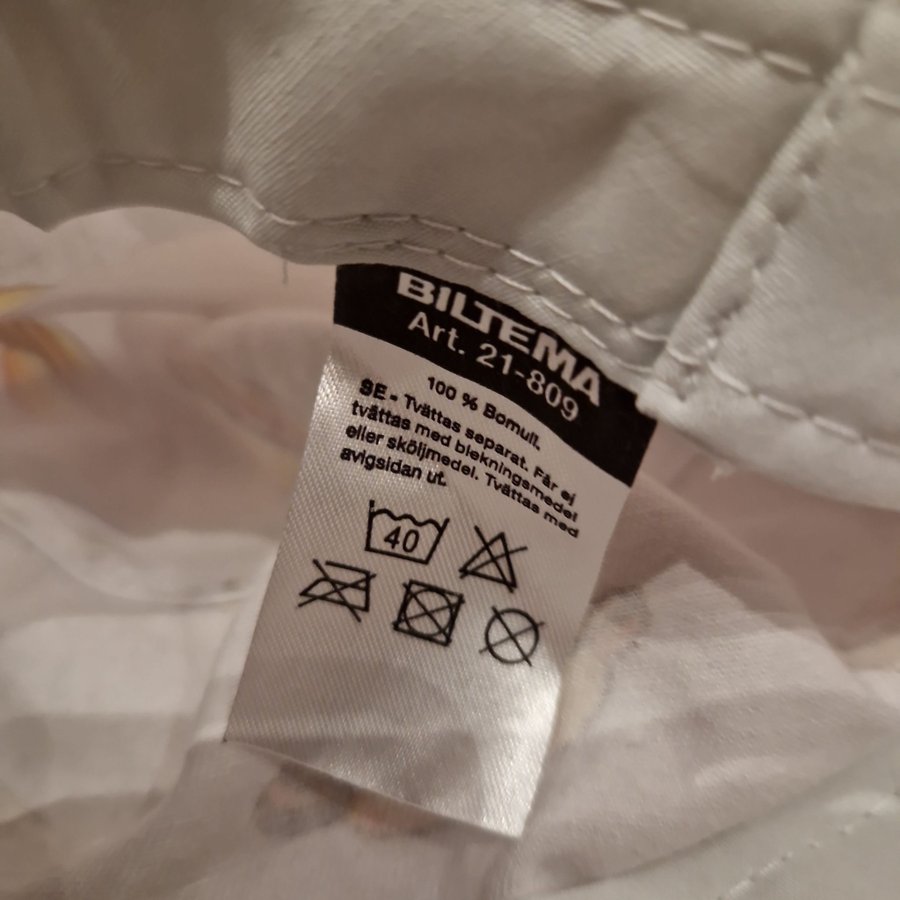 BILTEMA
Art. 21-809
100 % Bomull.
SE - Tvättas separat. Får ej
tvättas med blekningsmedel
eller sköljmedel. Tvättas med
avigsidan ut.
40